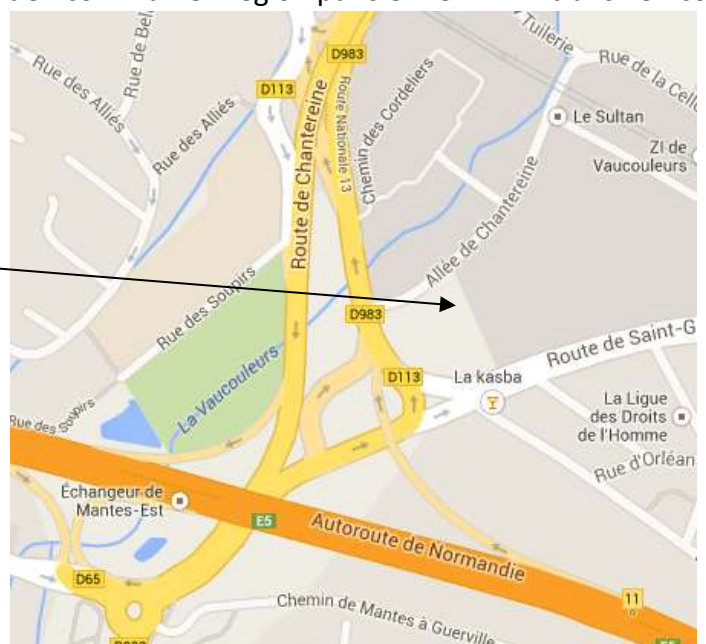 D983
Tuilerie
Rue de Bel
D113
Rue de la Cell
Rue des Alliés
Rue des Alliés
Le Sultan
Route Nationale 13
Chemin des Cordeliers
ZI de
Vaucouleurs
Route de Chantereine
Allée de Chantereine
Rue des Soupirs
D983
Route de Saint-G
La Vaucouleurs
D113
La kasba
La Ligue
des Droits
de l'Homme
Rue des Soupirs
Rue d'Orléan
Échangeur de
Mantes-Est
E5
Autoroute de Normandie
D65
11
Chemin de Mantes à Guerville